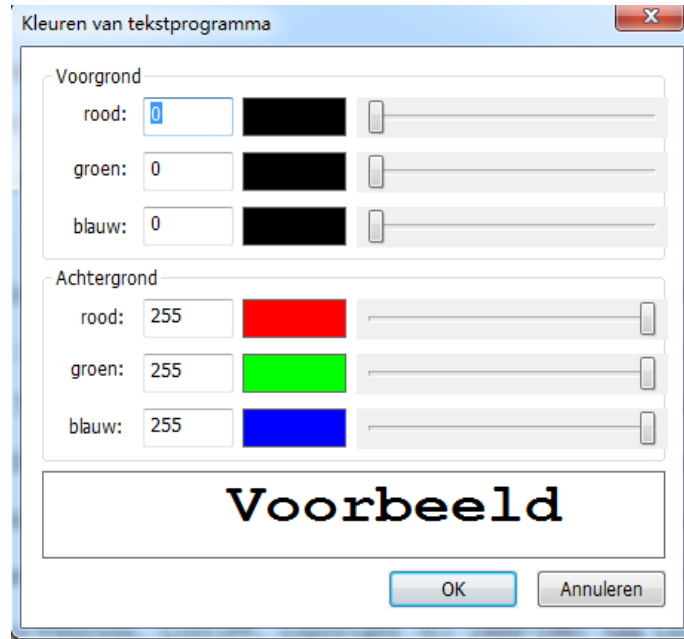 Kleuren van tekstprogramma
Voorgrond
rood: 0
groen: 0
blauw: 0
Achtergrond
rood: 255
groen: 255
blauw: 255
Voorbeeld
OK Annuleren